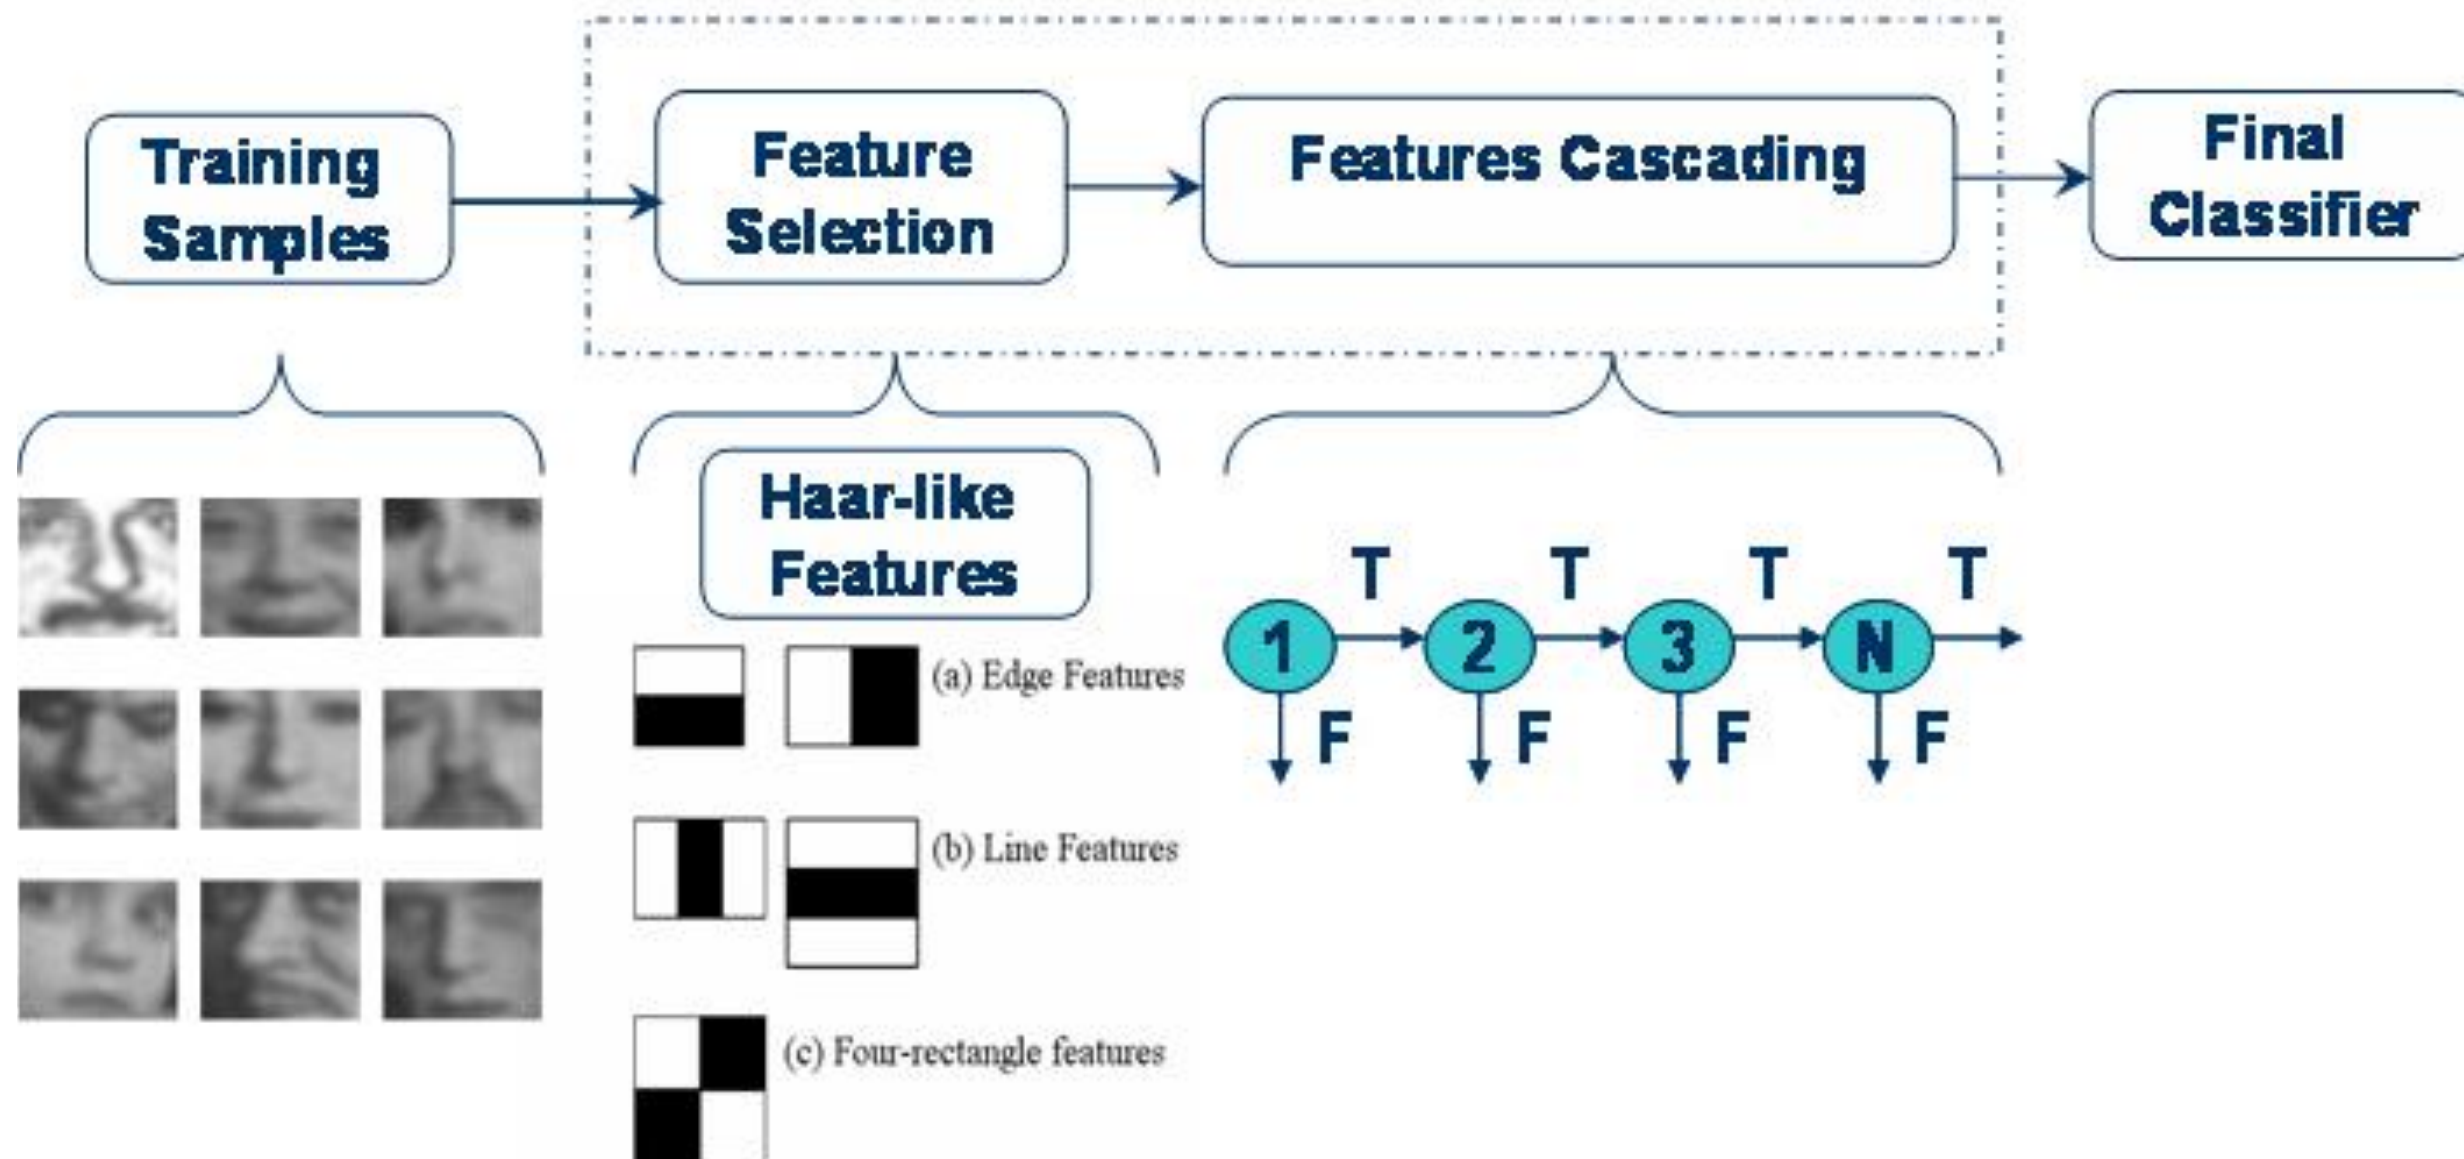 Training
Samples
Feature
Selection
Features Cascading
Final
Classifier
Haar-like
Features
(a) Edge Features
(b) Line Features
(c) Four-rectangle features
T T T T
1 2 3 N
F F F F